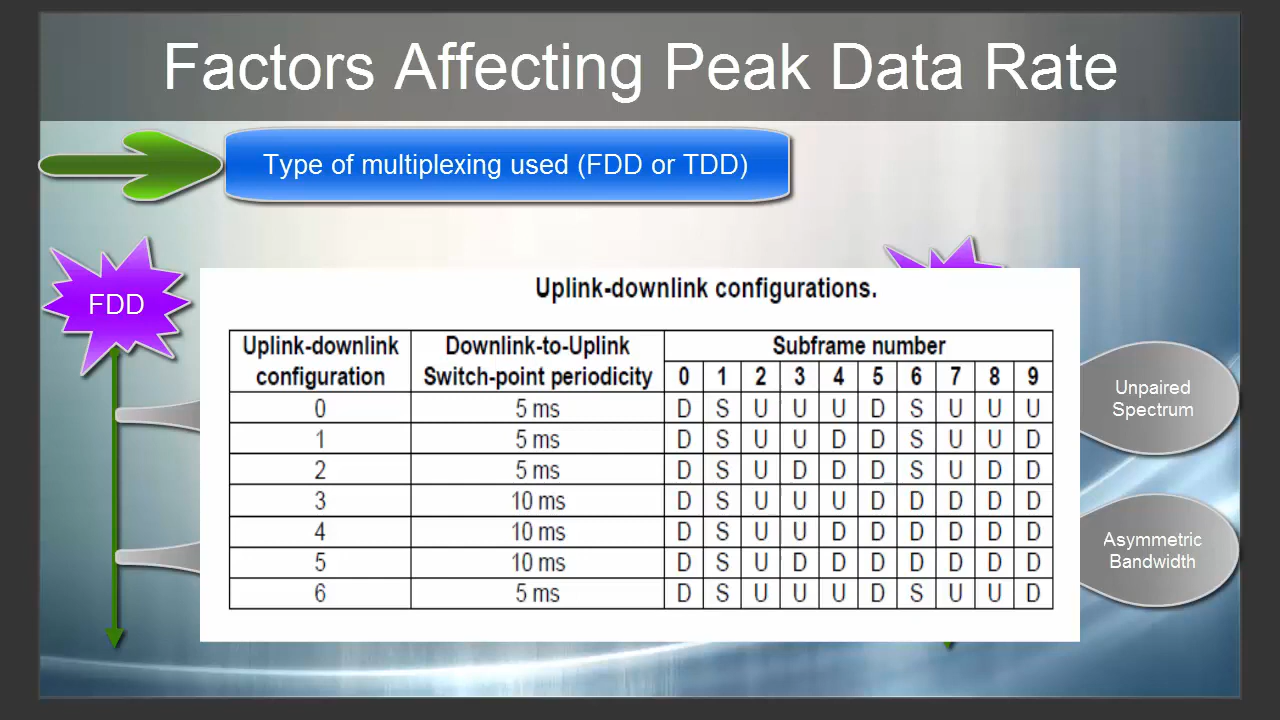 Factors Affecting Peak Data Rate
Type of multiplexing used (FDD or TDD)
FDD
Uplink-downlink configurations.
Uplink-downlink configuration Downlink-to-Uplink Switch-point periodicity Subframe number
0 1 2 3 4 5 6 7 8 9
0 5 ms D S U U U D S U U U
1 5 ms D S U U D D S U U D
2 5 ms D S U D D D S U D D
3 10 ms D S U U U D D D D D
4 10 ms D S U U D D D D D D
5 10 ms D S U D D D D D D D
6 5 ms D S U U U D S U U D
Unpaired
Spectrum
Asymmetric
Bandwidth